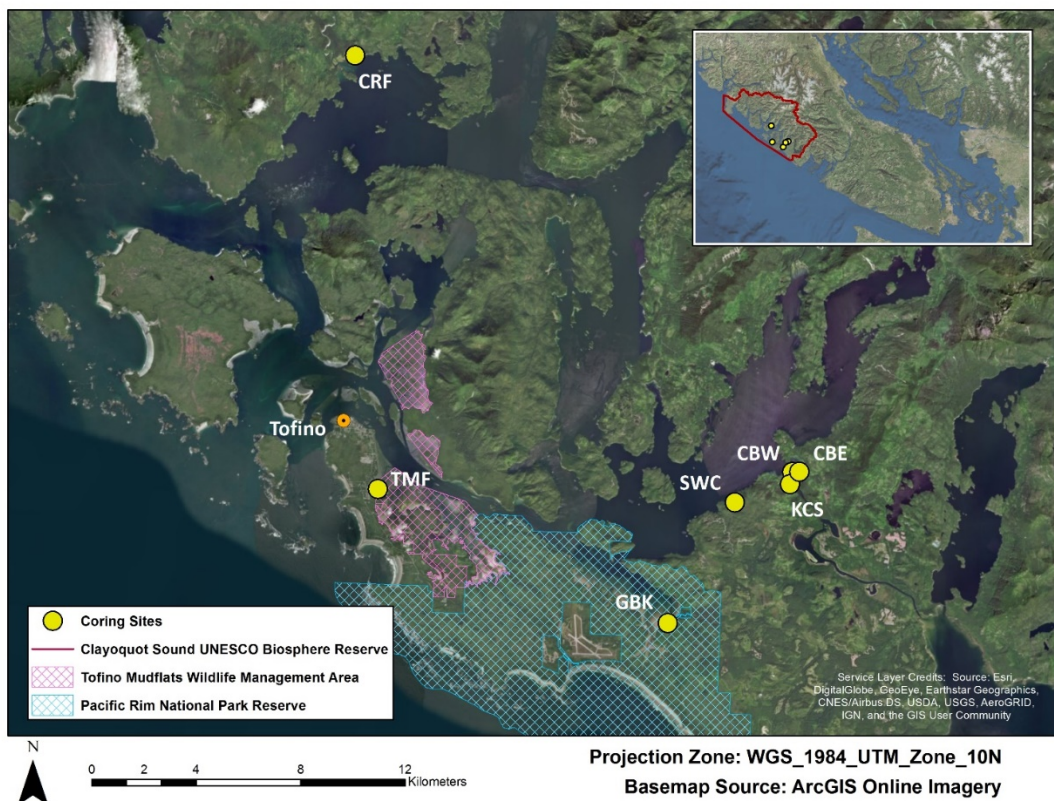 CRF
Tofino
TMF
SWC
CBW
CBE
KCS
GBK
Coring Sites
Clayoquot Sound UNESCO Biosphere Reserve
Tofino Mudflats Wildlife Management Area
Pacific Rim National Park Reserve
Service Layer Credits: Source: Esri,
DigitalGlobe, GeoEye, Earthstar Geographics,
CNES/Airbus DS, USDA, USGS, AeroGRID,
IGN, and the GIS User Community
N
0 2 4 8 12
Kilometers
Projection Zone: WGS_1984_UTM_Zone_10N
Basemap Source: ArcGIS Online Imagery